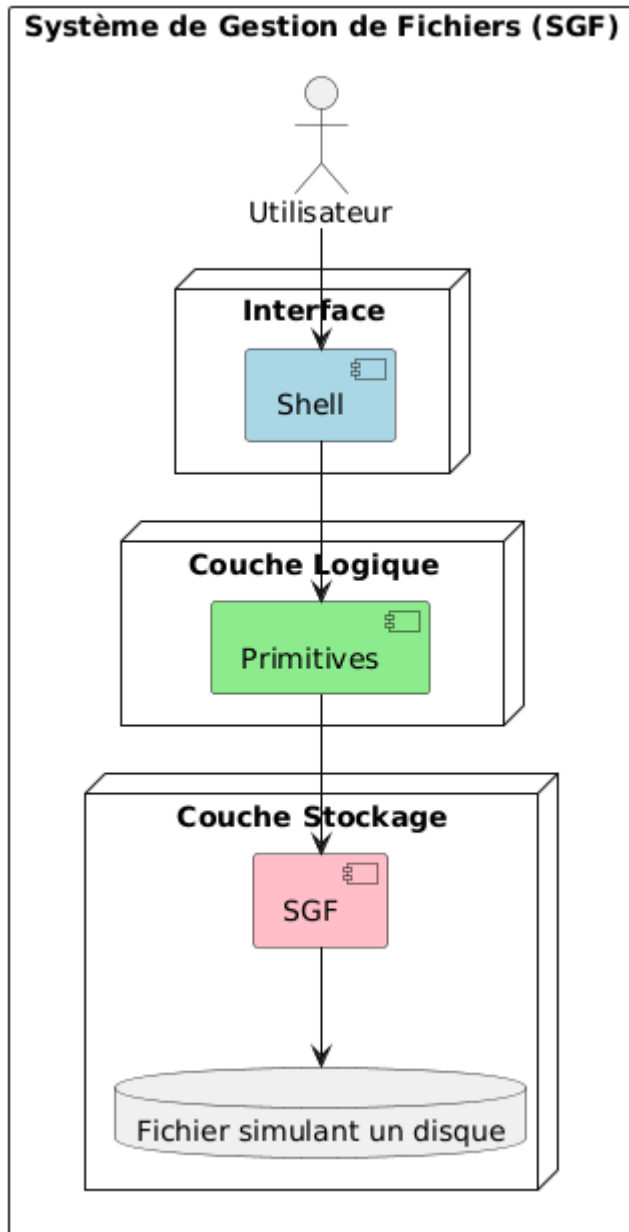 Système de Gestion de Fichiers (SGF)
Utilisateur
Interface
Shell
Couche Logique
Primitives
Couche Stockage
SGF
Fichier simulant un disque